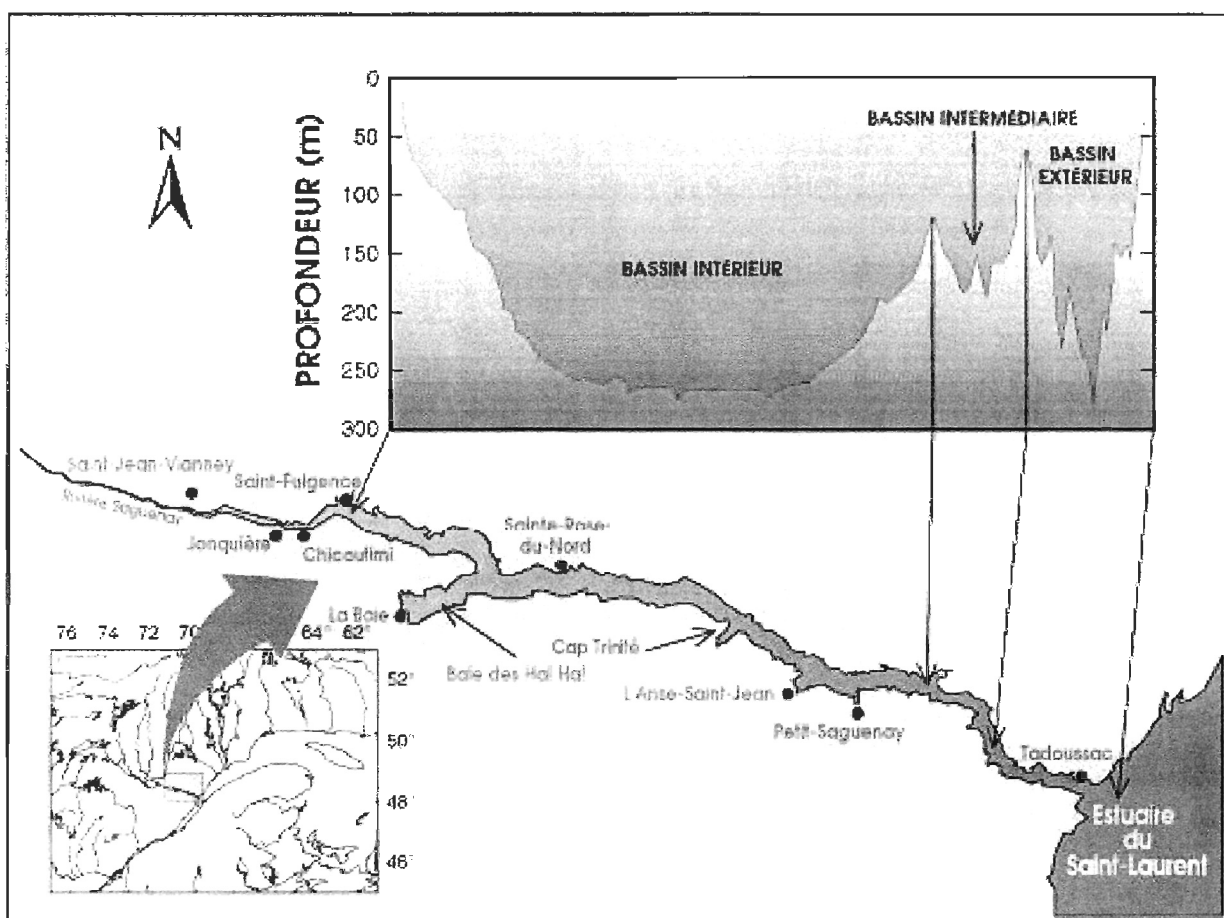 0
50
100
150
200
250
300
PROFONDEUR (m)
N
BASSIN INTERMÉDIAIRE
BASSIN
EXTÉRIEUR
BASSIN INTÉRIEUR
Saint Jean-Vianney
Rivière Saguenay
Saint-Fulgence
Jonquière
Chicoutimi
Sainte-Rose-
du-Nord
La Baie
Baie des Ha! Ha!
Cap Trinité
L'Anse-Saint-Jean
Petit-Saguenay
Tadoussac
Estuaire
du
Saint-Laurent
76 74 72 70 64° 62°
52°
50°
48°
46°